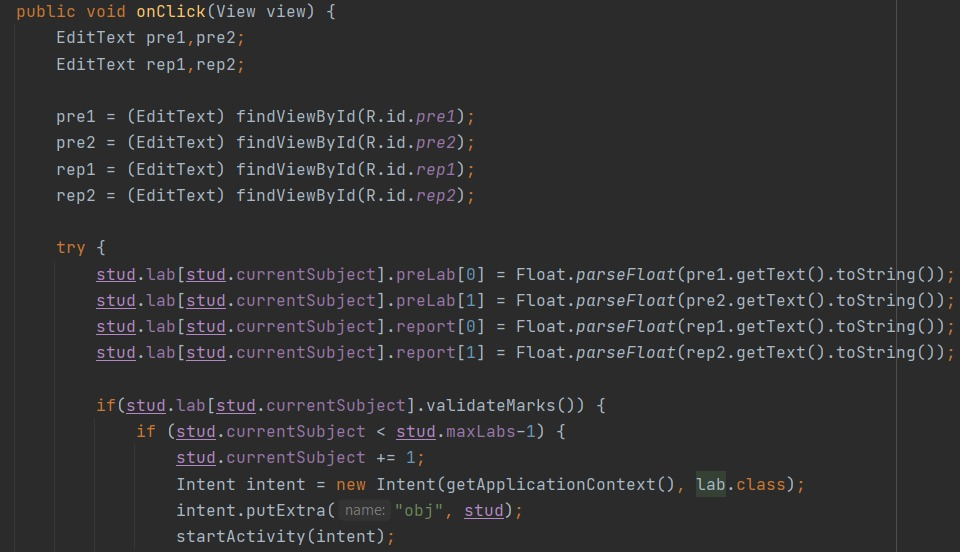 public void onClick(View view) {
EditText pre1,pre2;
EditText rep1,rep2;
pre1 = (EditText) findViewById(R.id.pre1);
pre2 = (EditText) findViewById(R.id.pre2);
rep1 = (EditText) findViewById(R.id.rep1);
rep2 = (EditText) findViewById(R.id.rep2);
try {
stud.lab[stud.currentSubject].preLab[0] = Float.parseFloat(pre1.getText().toString());
stud.lab[stud.currentSubject].preLab[1] = Float.parseFloat(pre2.getText().toString());
stud.lab[stud.currentSubject].report[0] = Float.parseFloat(rep1.getText().toString());
stud.lab[stud.currentSubject].report[1] = Float.parseFloat(rep2.getText().toString());
if(stud.lab[stud.currentSubject].validateMarks()) {
if (stud.currentSubject < stud.maxLabs-1) {
stud.currentSubject += 1;
Intent intent = new Intent(getApplicationContext(), lab.class);
intent.putExtra( name: "obj", stud);
startActivity(intent);